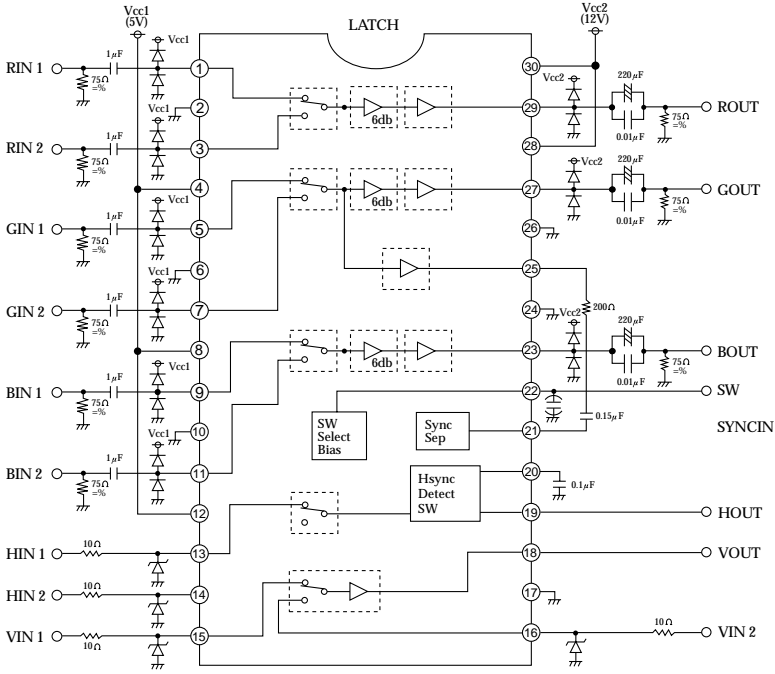 Vcc1
(5V)
LATCH
Vcc2
(12V)
RIN 1
1μF
Vcc1
75Ω
=%
1
30
2
Vcc2
29
220μF
ROUT
0.01μF
75Ω
=%
6db
RIN 2
1μF
Vcc1
75Ω
=%
3
28
4
Vcc2
27
220μF
GOUT
0.01μF
75Ω
=%
6db
GIN 1
1μF
Vcc1
75Ω
=%
5
26
6
25
200Ω
GIN 2
1μF
Vcc1
75Ω
=%
7
24
Vcc2
8
23
220μF
BOUT
0.01μF
75Ω
=%
6db
BIN 1
1μF
Vcc1
75Ω
=%
9
22
SW
SW
Select
Bias
Sync
Sep
0.15μF
10
21
SYNCIN
BIN 2
1μF
Vcc1
75Ω
=%
11
20
0.1μF
Hsync
Detect
SW
12
19
HOUT
HIN 1
10Ω
13
18
VOUT
HIN 2
10Ω
14
17
VIN 1
10Ω
15
16
10Ω
VIN 2